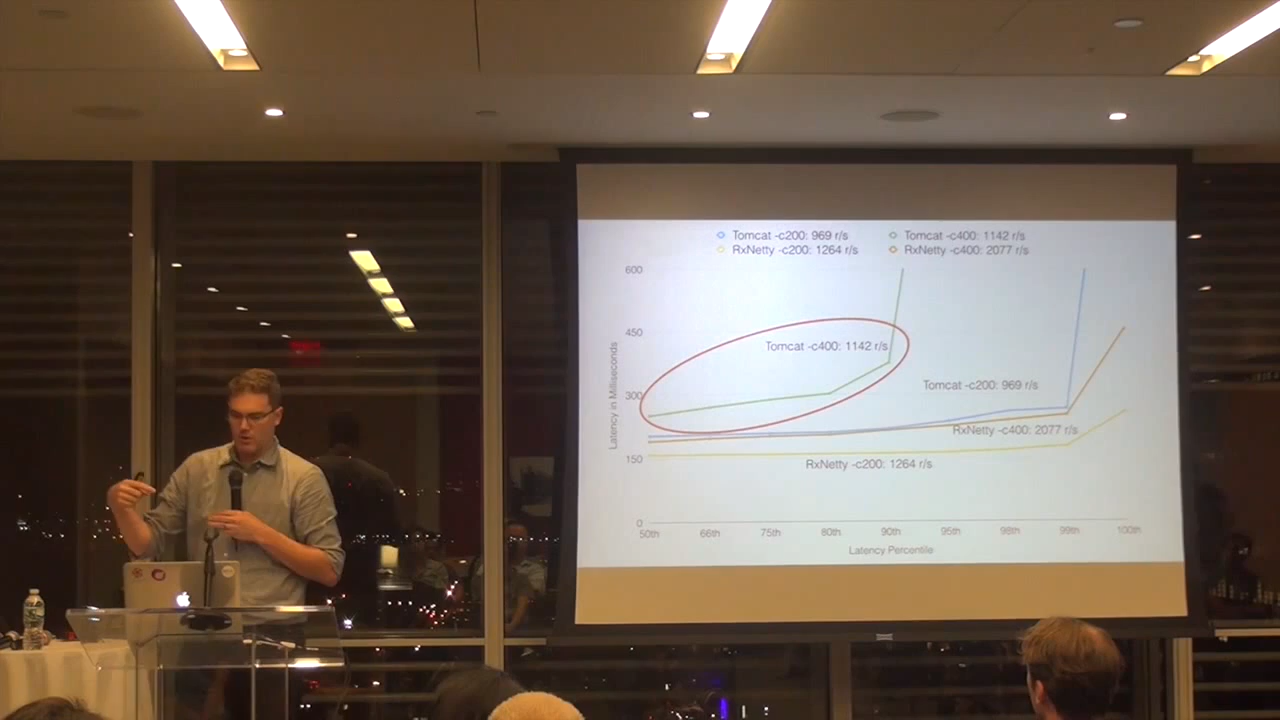 Tomcat -c200: 969 r/s
Tomcat -c400: 1142 r/s
RxNetty -c200: 1264 r/s
RxNetty -c400: 2077 r/s
600
450
300
150
0
Latency in Milliseconds
Tomcat -c400: 1142 r/s
Tomcat -c200: 969 r/s
RxNetty -c400: 2077 r/s
RxNetty -c200: 1264 r/s
50th 66th 75th 80th 90th 95th 98th 99th 100th
Latency Percentile